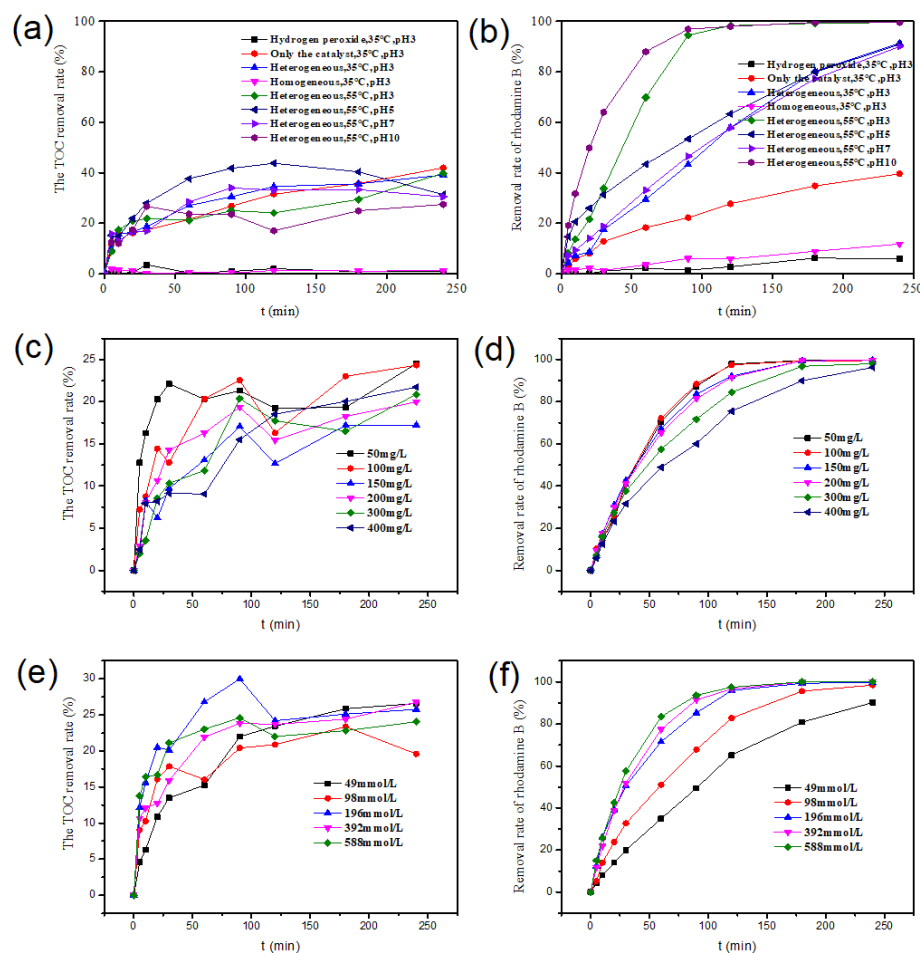 (a)
The TOC removal rate (%)
100
80
60
40
20
0
Hydrogen peroxide,35℃,pH3
Only the catalyst,35℃,pH3
Heterogeneous,35℃,pH3
Homogeneous,35℃,pH3
Heterogeneous,55℃,pH3
Heterogeneous,55℃,pH5
Heterogeneous,55℃,pH7
Heterogeneous,55℃,pH10
0 50 100 150 200 250
t (min)
(b)
Removal rate of rhodamine B (%)
100
80
60
40
20
0
Hydrogen peroxide,35℃,pH3
Only the catalyst,35℃,pH3
Heterogeneous,35℃,pH3
Homogeneous,35℃,pH3
Heterogeneous,55℃,pH3
Heterogeneous,55℃,pH5
Heterogeneous,55℃,pH7
Heterogeneous,55℃,pH10
0 50 100 150 200 250
t (min)
(c)
The TOC removal rate (%)
25
20
15
10
5
0
50mg/L
100mg/L
150mg/L
200mg/L
300mg/L
400mg/L
0 50 100 150 200 250
t (min)
(d)
Removal rate of rhodamine B (%)
100
80
60
40
20
0
50mg/L
100mg/L
150mg/L
200mg/L
300mg/L
400mg/L
0 50 100 150 200 250
t (min)
(e)
The TOC removal rate (%)
30
25
20
15
10
5
0
49mmol/L
98mmol/L
196mmol/L
392mmol/L
588mmol/L
0 50 100 150 200 250
t (min)
(f)
Removal rate of rhodamine B (%)
100
80
60
40
20
0
49mmol/L
98mmol/L
196mmol/L
392mmol/L
588mmol/L
0 50 100 150 200 250
t (min)